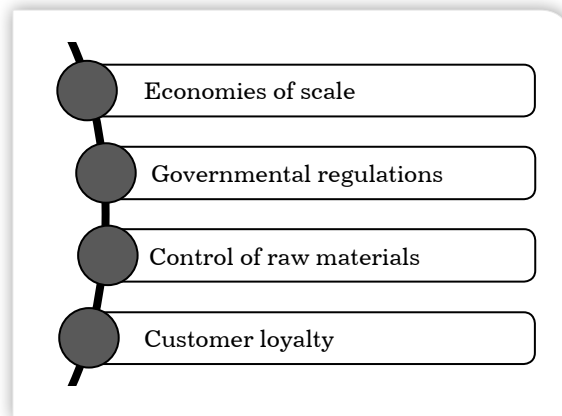 Economies of scale
Governmental regulations
Control of raw materials
Customer loyalty